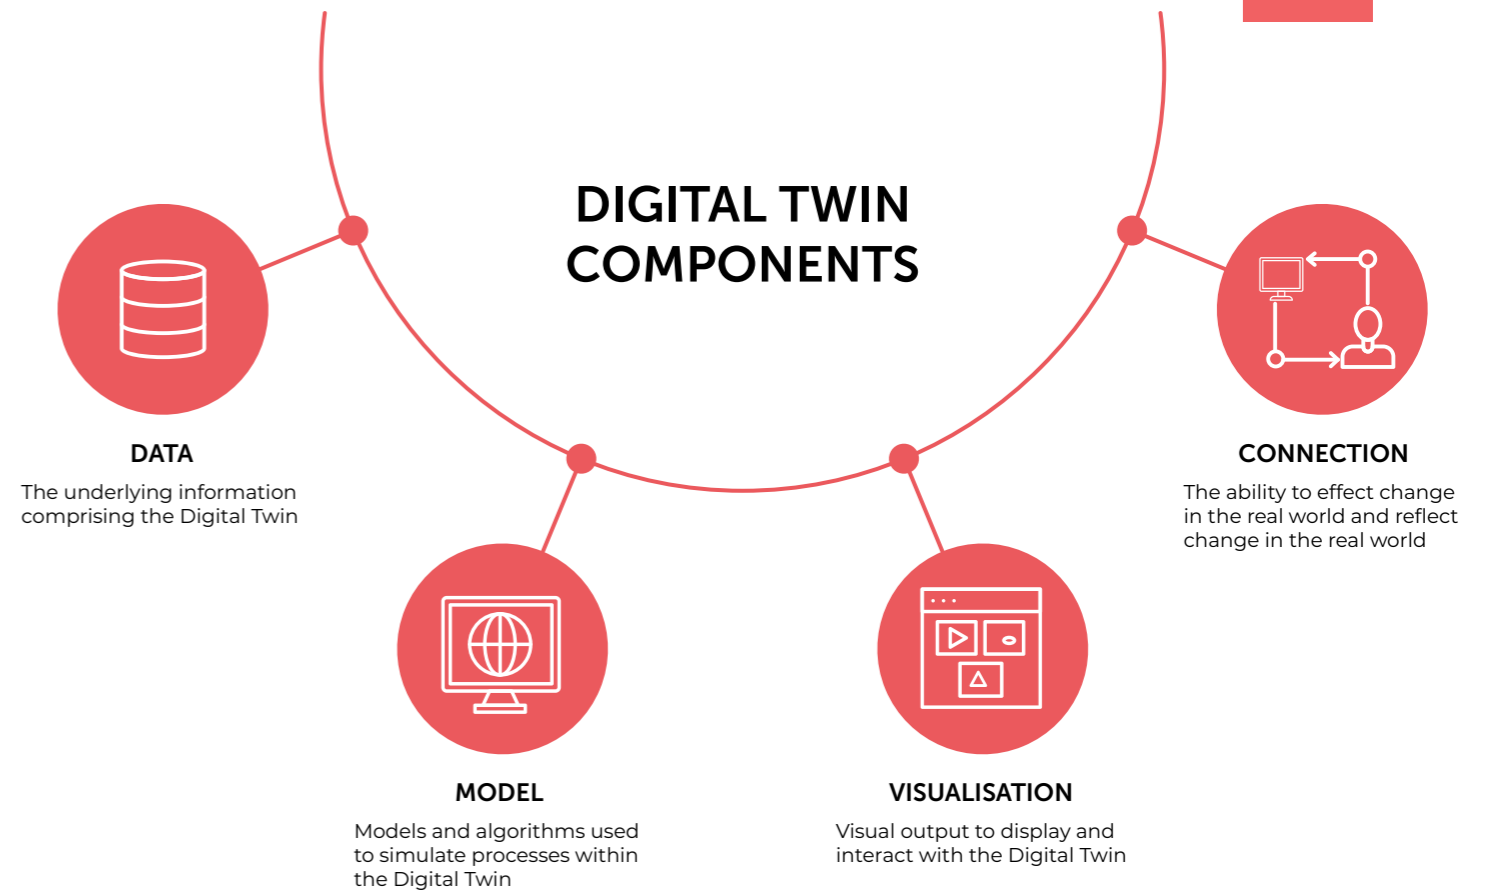 DIGITAL TWIN
COMPONENTS
DATA
The underlying information
comprising the Digital Twin
MODEL
Models and algorithms used
to simulate processes within
the Digital Twin
VISUALISATION
Visual output to display and
interact with the Digital Twin
CONNECTION
The ability to effect change
in the real world and reflect
change in the real world